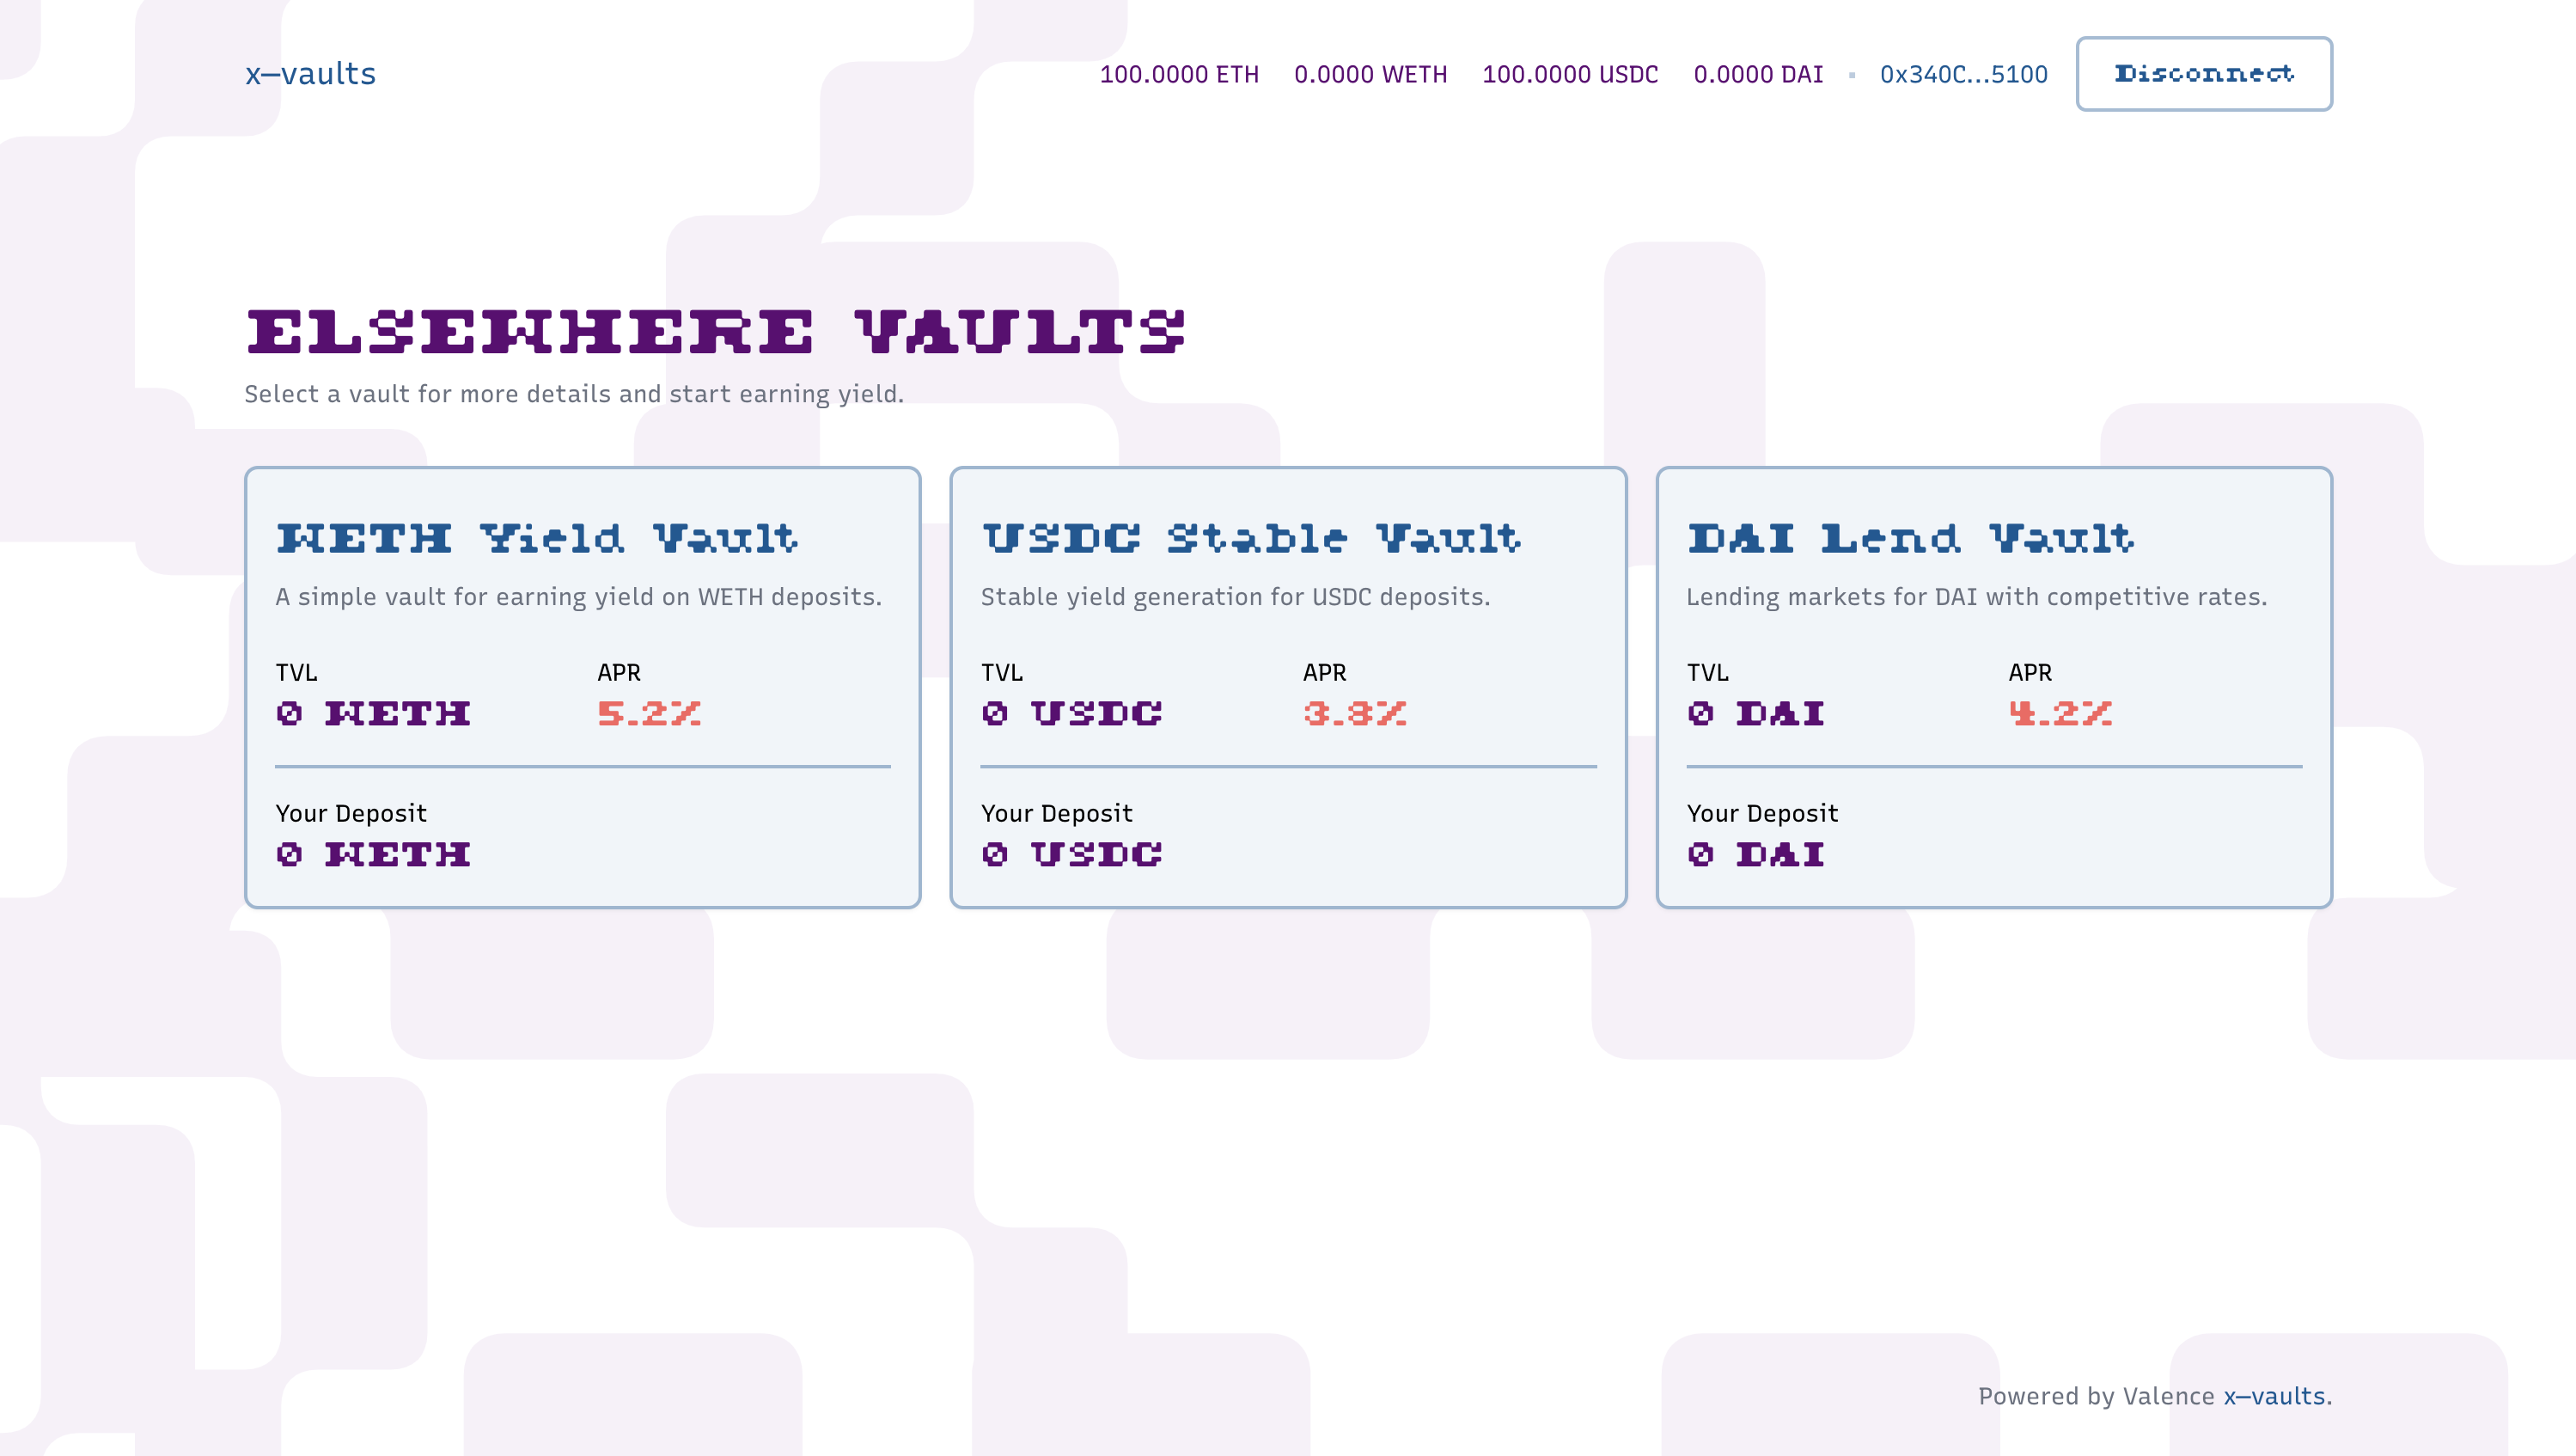 x—vaults
100.0000 ETH 0.0000 WETH 100.0000 USDC 0.0000 DAI ▪ 0x340C...5100 Disconnect
ELSEWHERE VAULTS
Select a vault for more details and start earning yield.
WETH Yield Vault
A simple vault for earning yield on WETH deposits.
TVL APR
0 WETH 5.2%
Your Deposit
0 WETH
USDC Stable Vault
Stable yield generation for USDC deposits.
TVL APR
0 USDC 3.8%
Your Deposit
0 USDC
DAI Lend Vault
Lending markets for DAI with competitive rates.
TVL APR
0 DAI 4.2%
Your Deposit
0 DAI
Powered by Valence x—vaults.